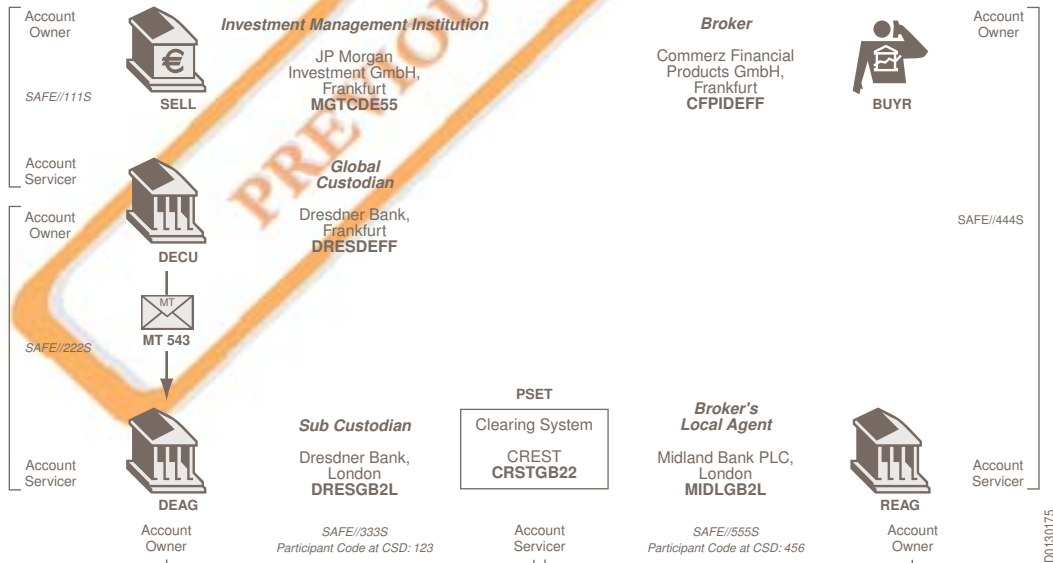 Account
Owner
Investment Management Institution
Broker
Account
Owner
JP Morgan
Investment GmbH,
Frankfurt
MGTCDE55
Commerz Financial
Products GmbH,
Frankfurt
CFPIDEFF
€
SAFE//111S
SELL
BUYR
PREVIOU
Account
Servicer
Global
Custodian
Account
Owner
Dresdner Bank,
Frankfurt
DRESDEFF
SAFE//444S
DECU
MT
MT 543
SAFE//222S
PSET
Sub Custodian
Clearing System
Broker's
Local Agent
Account
Servicer
Dresdner Bank,
London
DRESGB2L
CREST
CRSTGB22
Midland Bank PLC,
London
MIDLGB2L
Account
Servicer
DEAG
REAG
Account
Owner
SAFE//333S
Participant Code at CSD: 123
Account
Servicer
SAFE//555S
Participant Code at CSD: 456
Account
Owner
D0130175